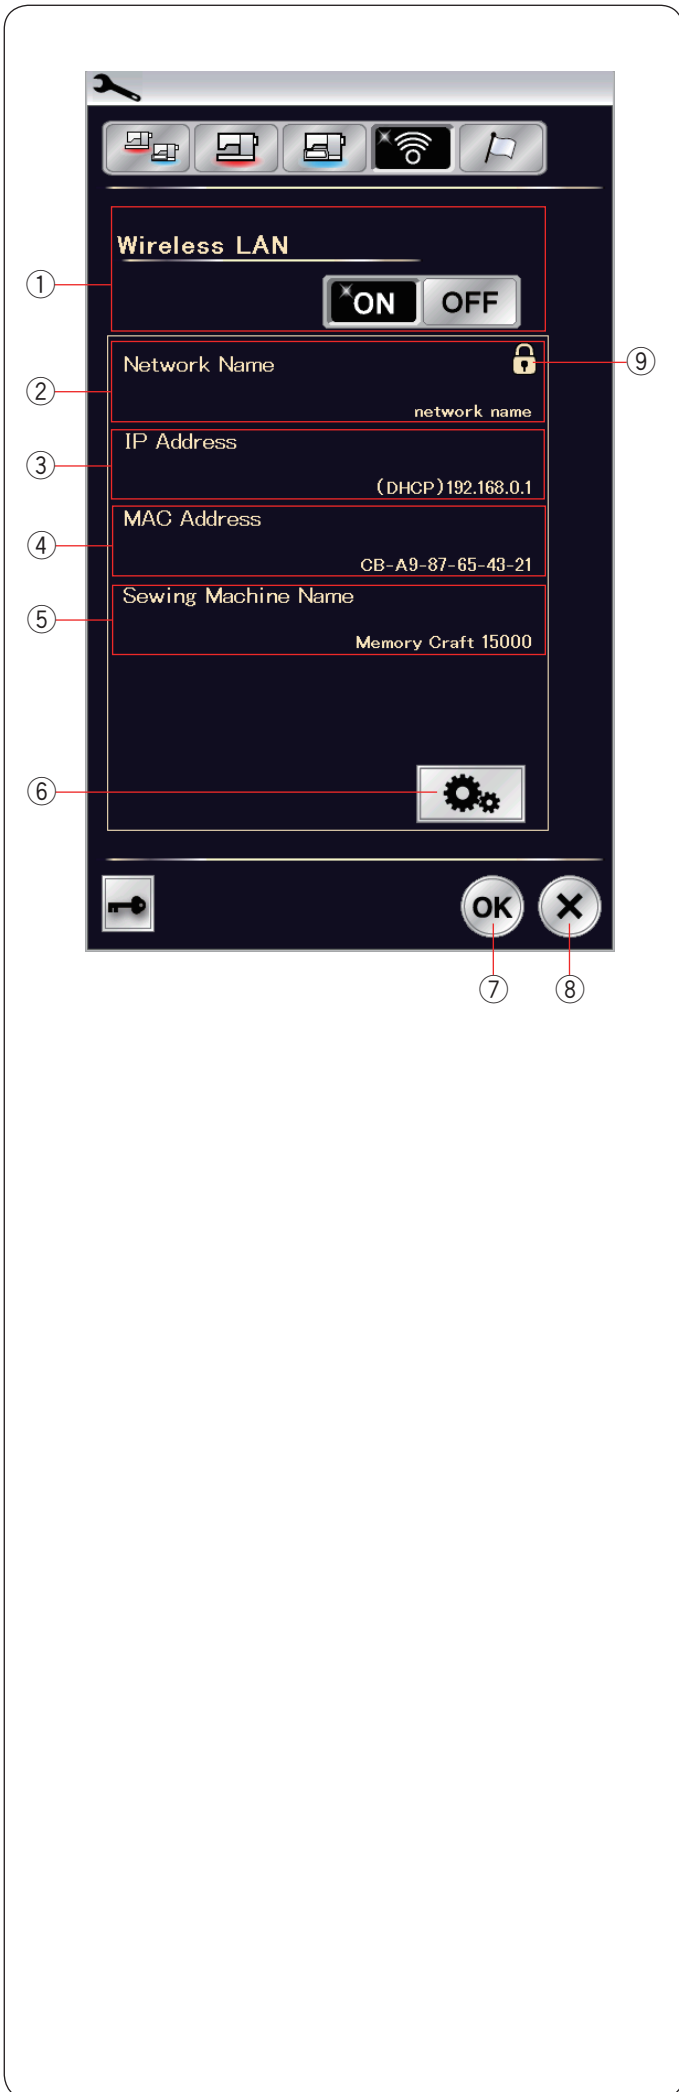 Wireless LAN
① ON OFF
Network Name ⑨
② network name
IP Address
③ (DHCP)192.168.0.1
MAC Address
④ CB-A9-87-65-43-21
Sewing Machine Name
⑤ Memory Craft 15000
⑥
OK ×
⑦ ⑧